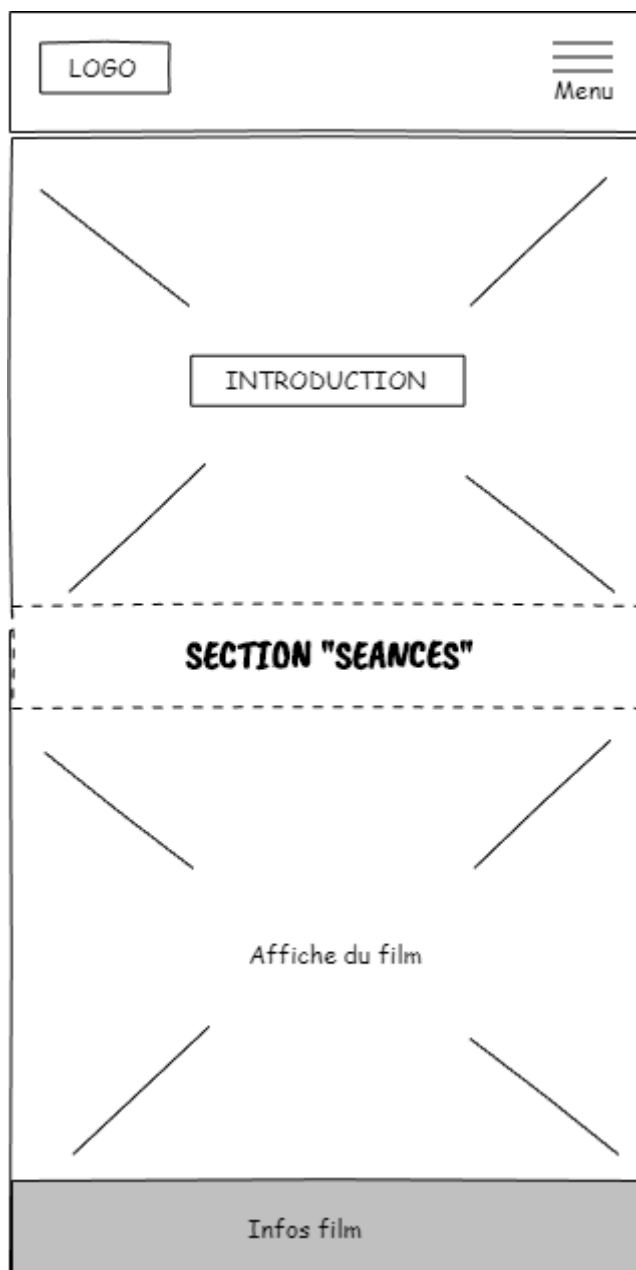 LOGO
Menu
INTRODUCTION
SECTION "SEANCES"
Affiche du film
Infos film